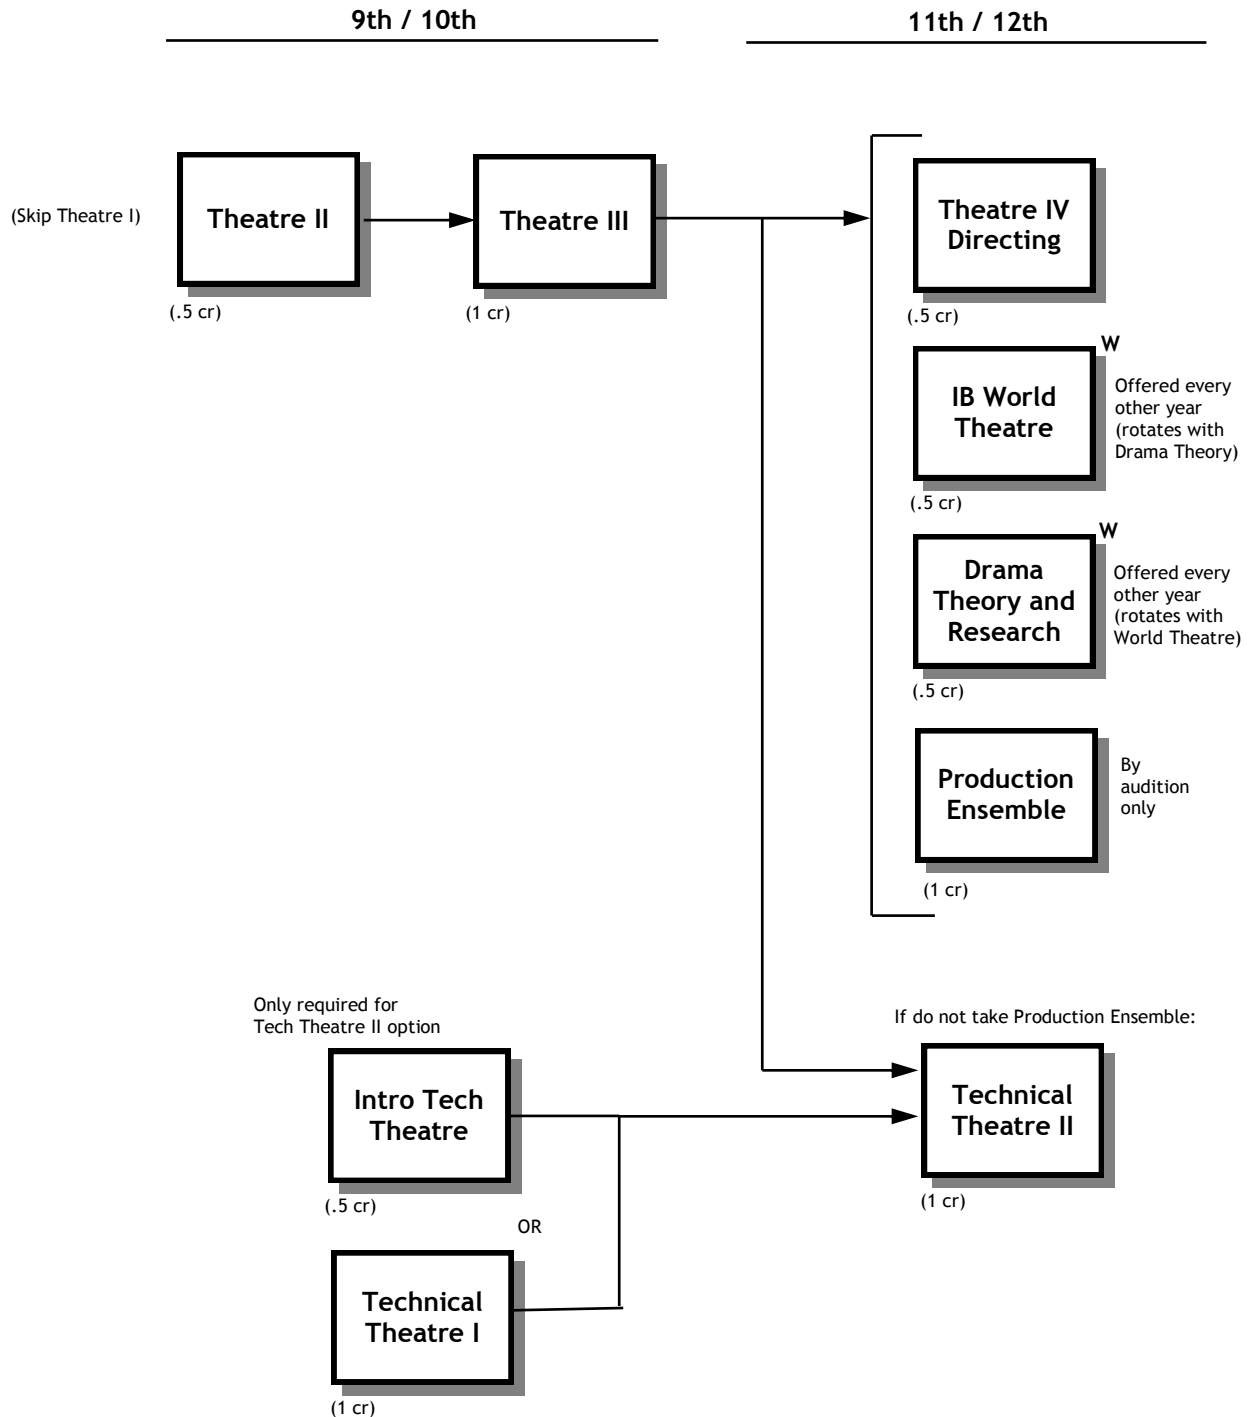 9th / 10th
11th / 12th
(Skip Theatre I)
Theatre II
(.5 cr)
Theatre III
(1 cr)
Theatre IV
Directing
(.5 cr)
W
IB World
Theatre
Offered every
other year
(rotates with
Drama Theory)
(.5 cr)
W
Drama
Theory and
Research
Offered every
other year
(rotates with
World Theatre)
(.5 cr)
Production
Ensemble
By
audition
only
(1 cr)
Only required for
Tech Theatre II option
If do not take Production Ensemble:
Intro Tech
Theatre
(.5 cr)
Technical
Theatre II
(1 cr)
OR
Technical
Theatre I
(1 cr)